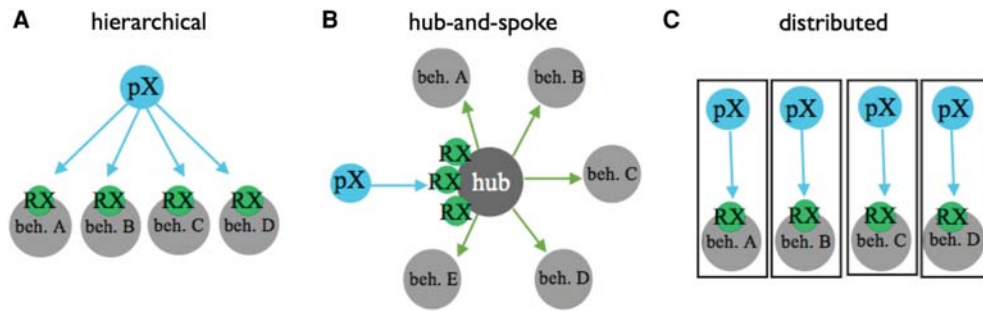 A hierarchical
pX
RX RX RX RX
beh. A beh. B beh. C beh. D
B hub-and-spoke
beh. A beh. B
RX
pX RX hub beh. C
RX
beh. E beh. D
C distributed
pX pX pX pX
RX RX RX RX
beh. A beh. B beh. C beh. D